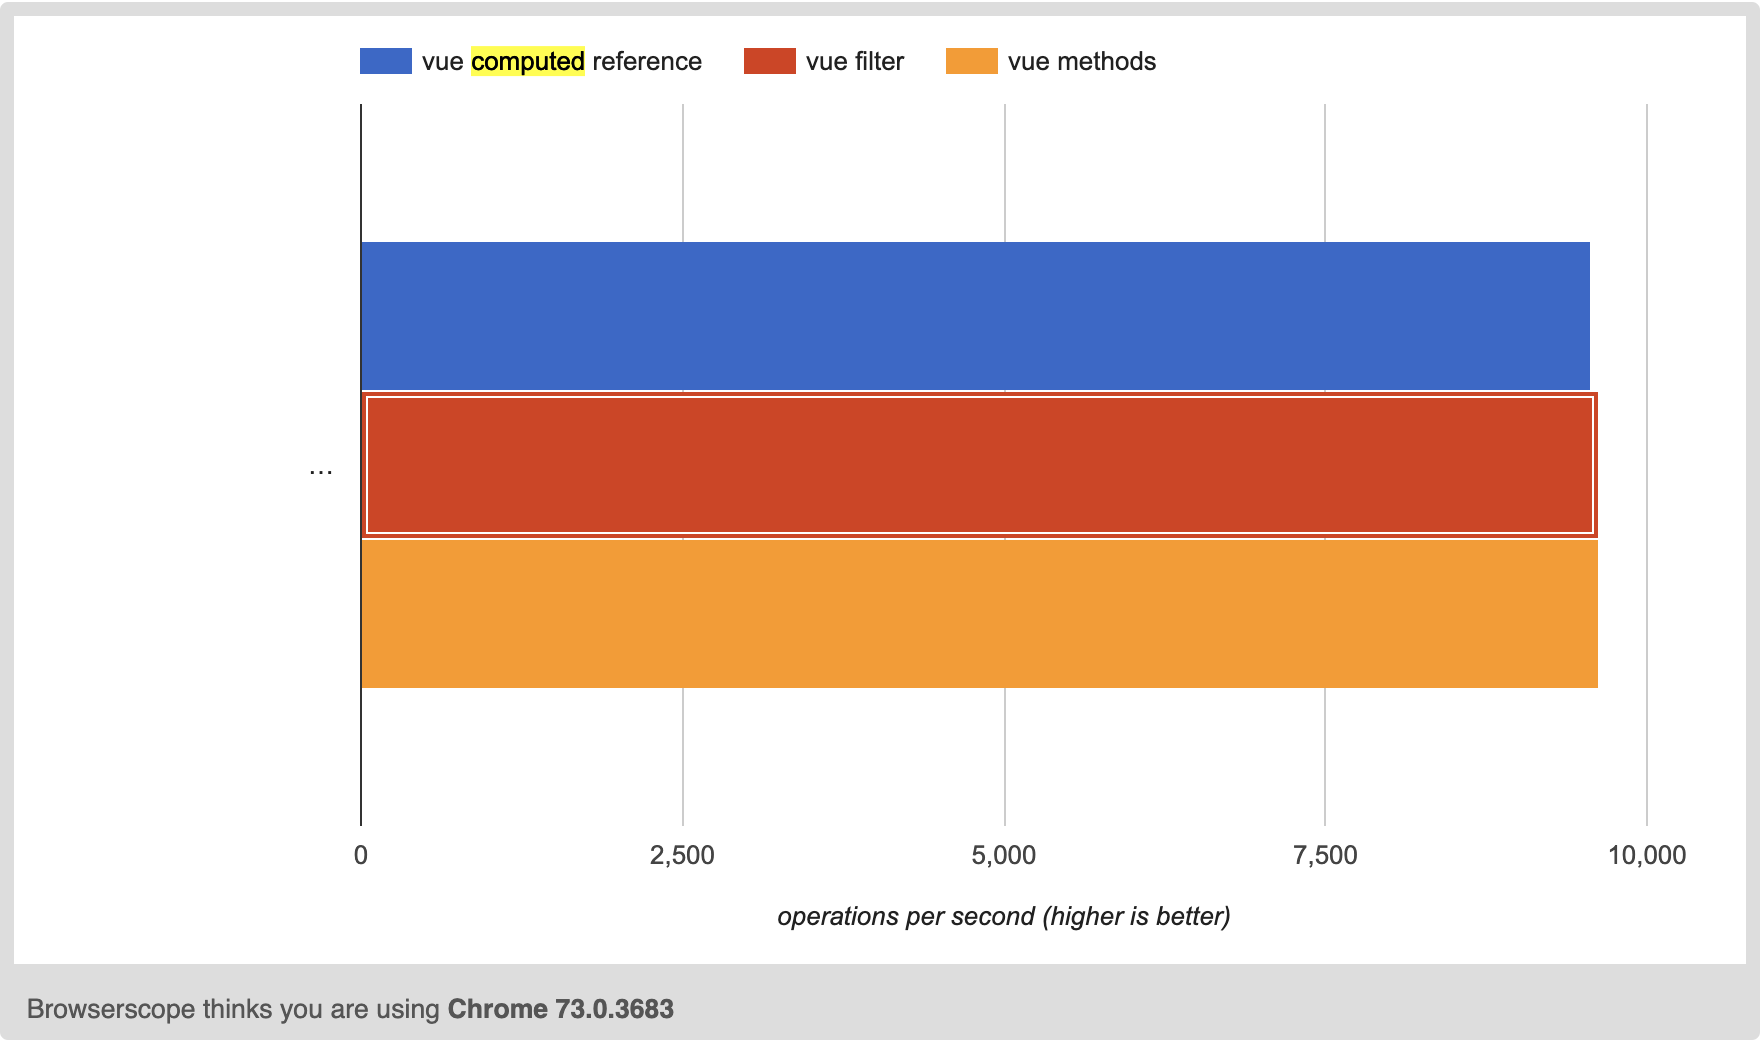 vue computed reference vue filter vue methods
...
0 2,500 5,000 7,500 10,000
operations per second (higher is better)
Browserscope thinks you are using Chrome 73.0.3683